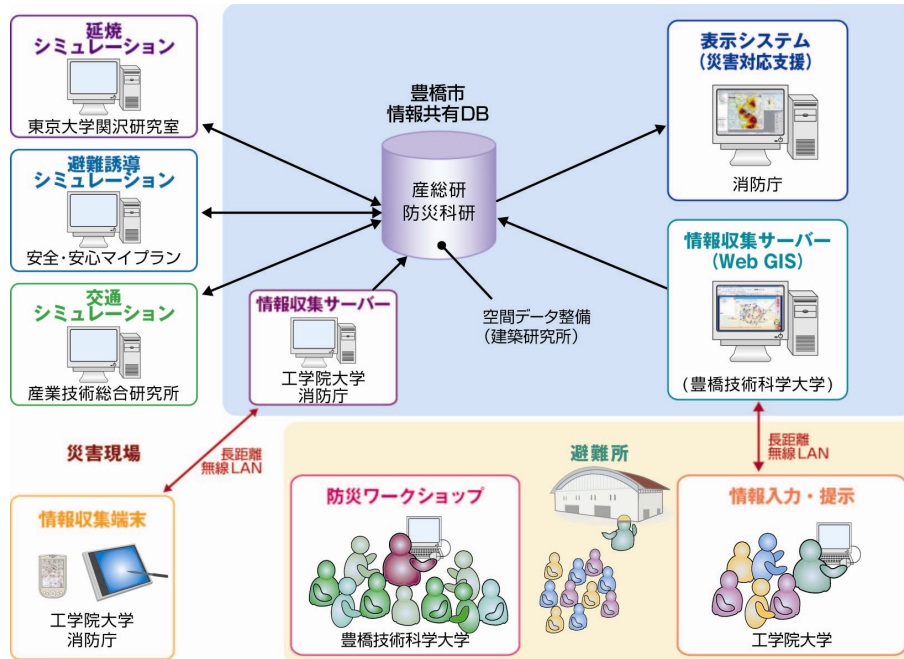 延焼
シミュレーション
東京大学関沢研究室
避難誘導
シミュレーション
安全・安心マイプラン
交通
シミュレーション
産業技術総合研究所
豊橋市
情報共有DB
産総研
防災科研
空間データ整備
(建築研究所)
情報収集サーバー
工学院大学
消防庁
表示システム
(災害対応支援)
消防庁
情報収集サーバー
(Web GIS)
(豊橋技術科学大学)
災害現場
長距離
無線LAN
情報収集端末
工学院大学
消防庁
避難所
防災ワークショップ
豊橋技術科学大学
長距離
無線LAN
情報入力・提示
工学院大学